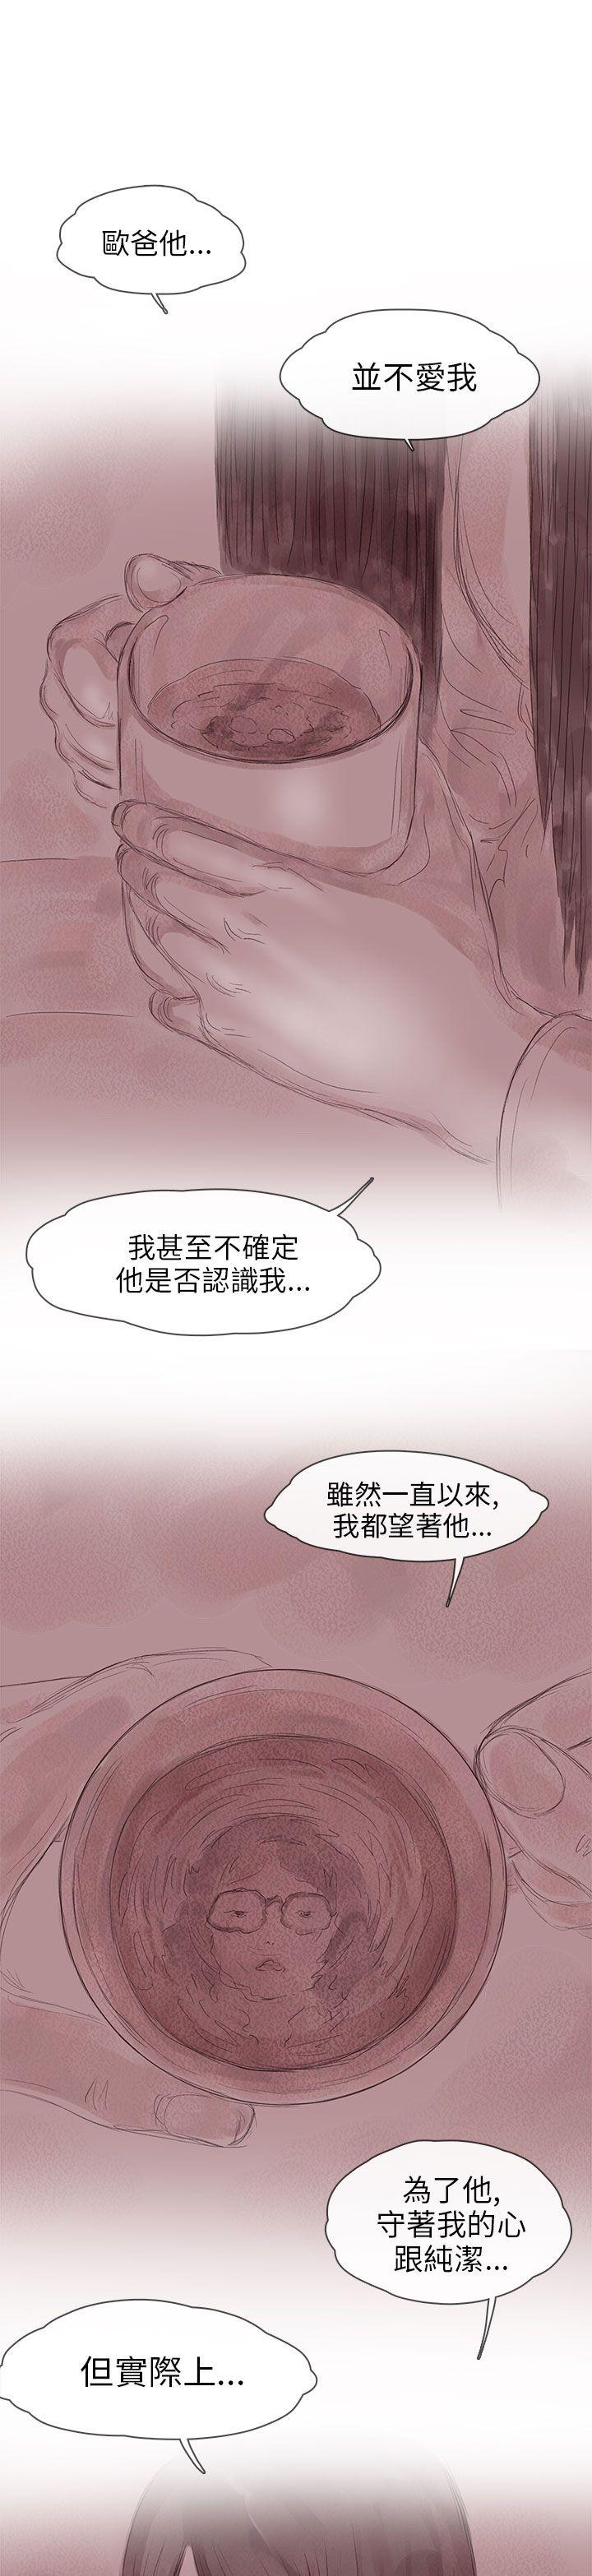 歐爸他...
並不愛我
我甚至不確定
他是否認識我...
雖然一直以來,
我都望著他...
為了他,
守著我的心
跟純潔...
但實際上...